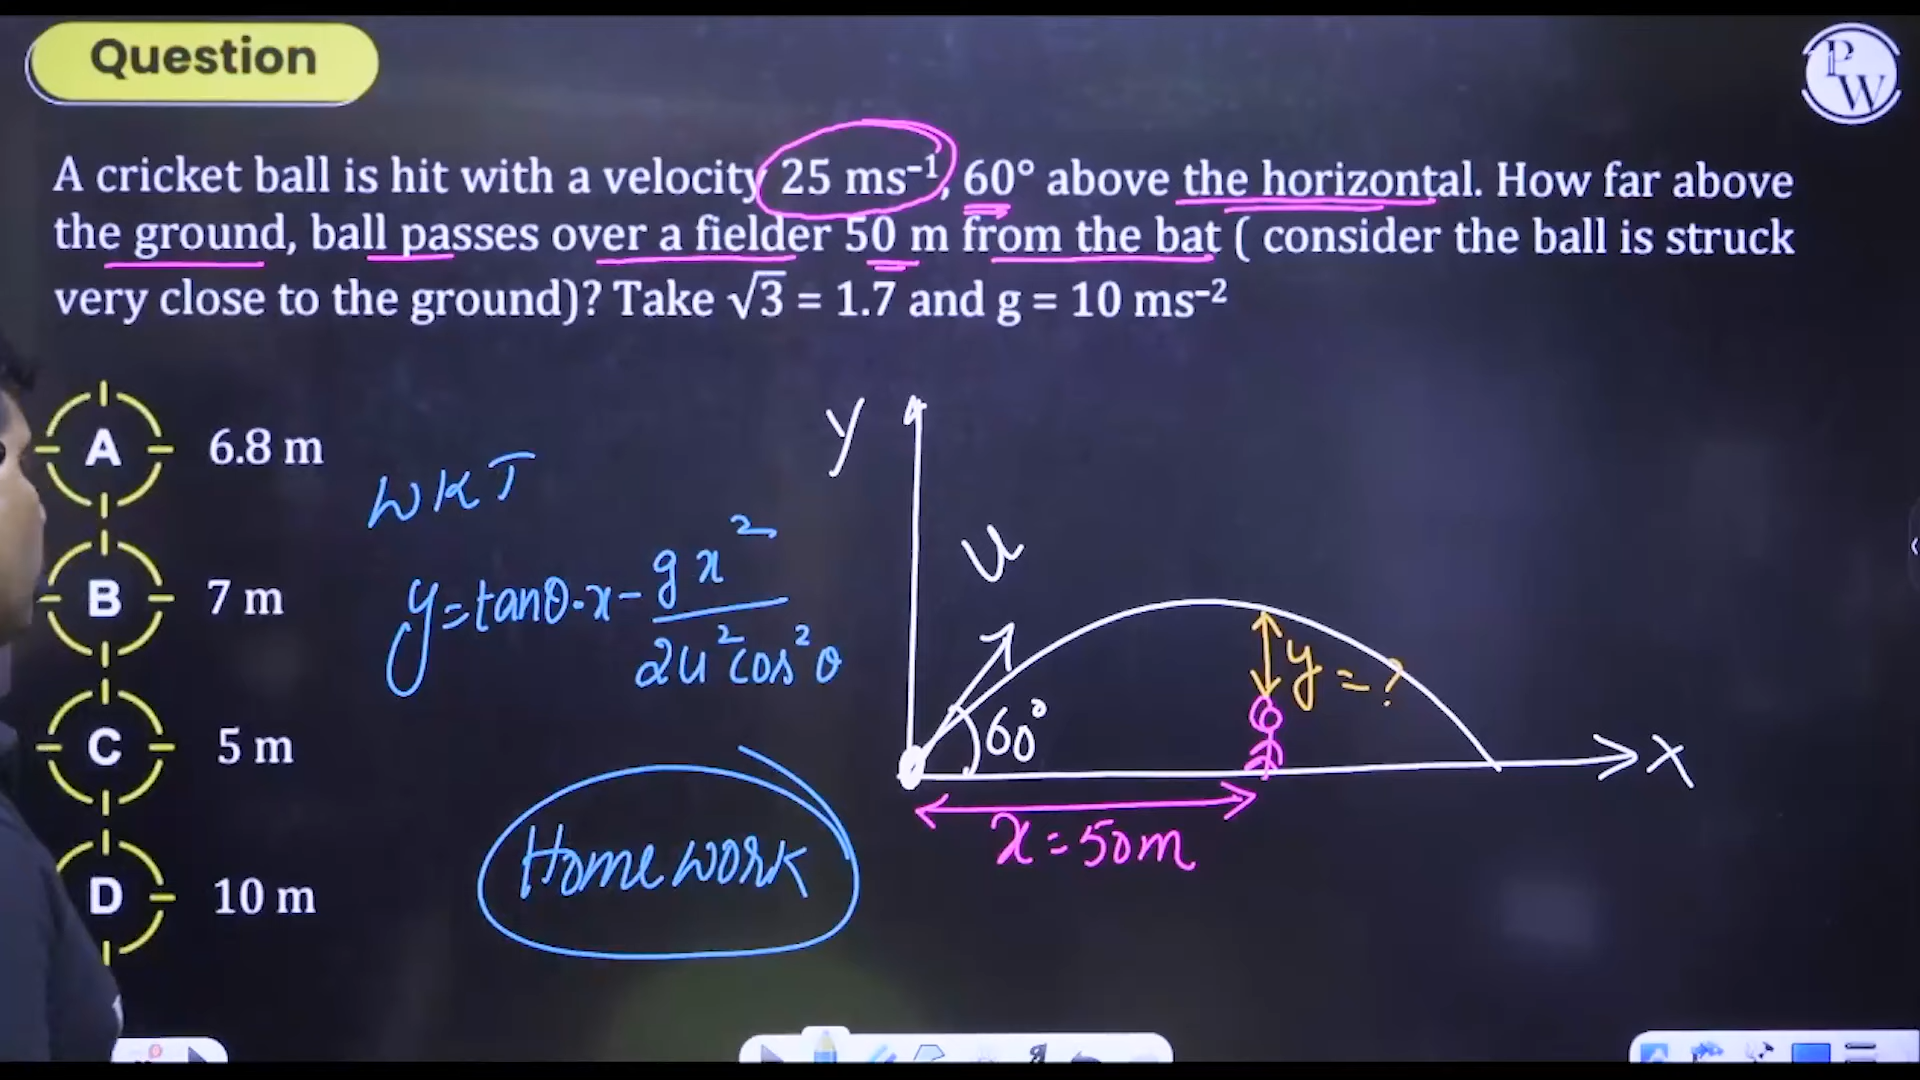 Question
PW
A cricket ball is hit with a velocity 25 ms⁻¹, 60° above the horizontal. How far above
the ground, ball passes over a fielder 50 m from the bat ( consider the ball is struck
very close to the ground)? Take √3 = 1.7 and g = 10 ms⁻²
A 6.8 m
B 7 m
C 5 m
D 10 m
WKT
y = tanθ·x - gx² / 2u²cos²θ
Home work
y
u
60°
y = ?
x
x = 50m